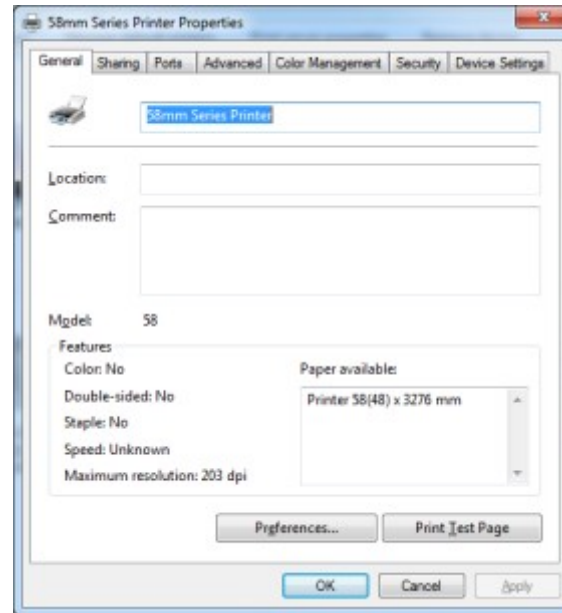 58mm Series Printer Properties
General Sharing Ports Advanced Color Management Security Device Settings
58mm Series Printer
Location:
Comment:
Model: 58
Features
Color: No
Double-sided: No
Staple: No
Speed: Unknown
Maximum resolution: 203 dpi
Paper available:
Printer 58(48) x 3276 mm
Preferences... Print Test Page
OK Cancel Apply